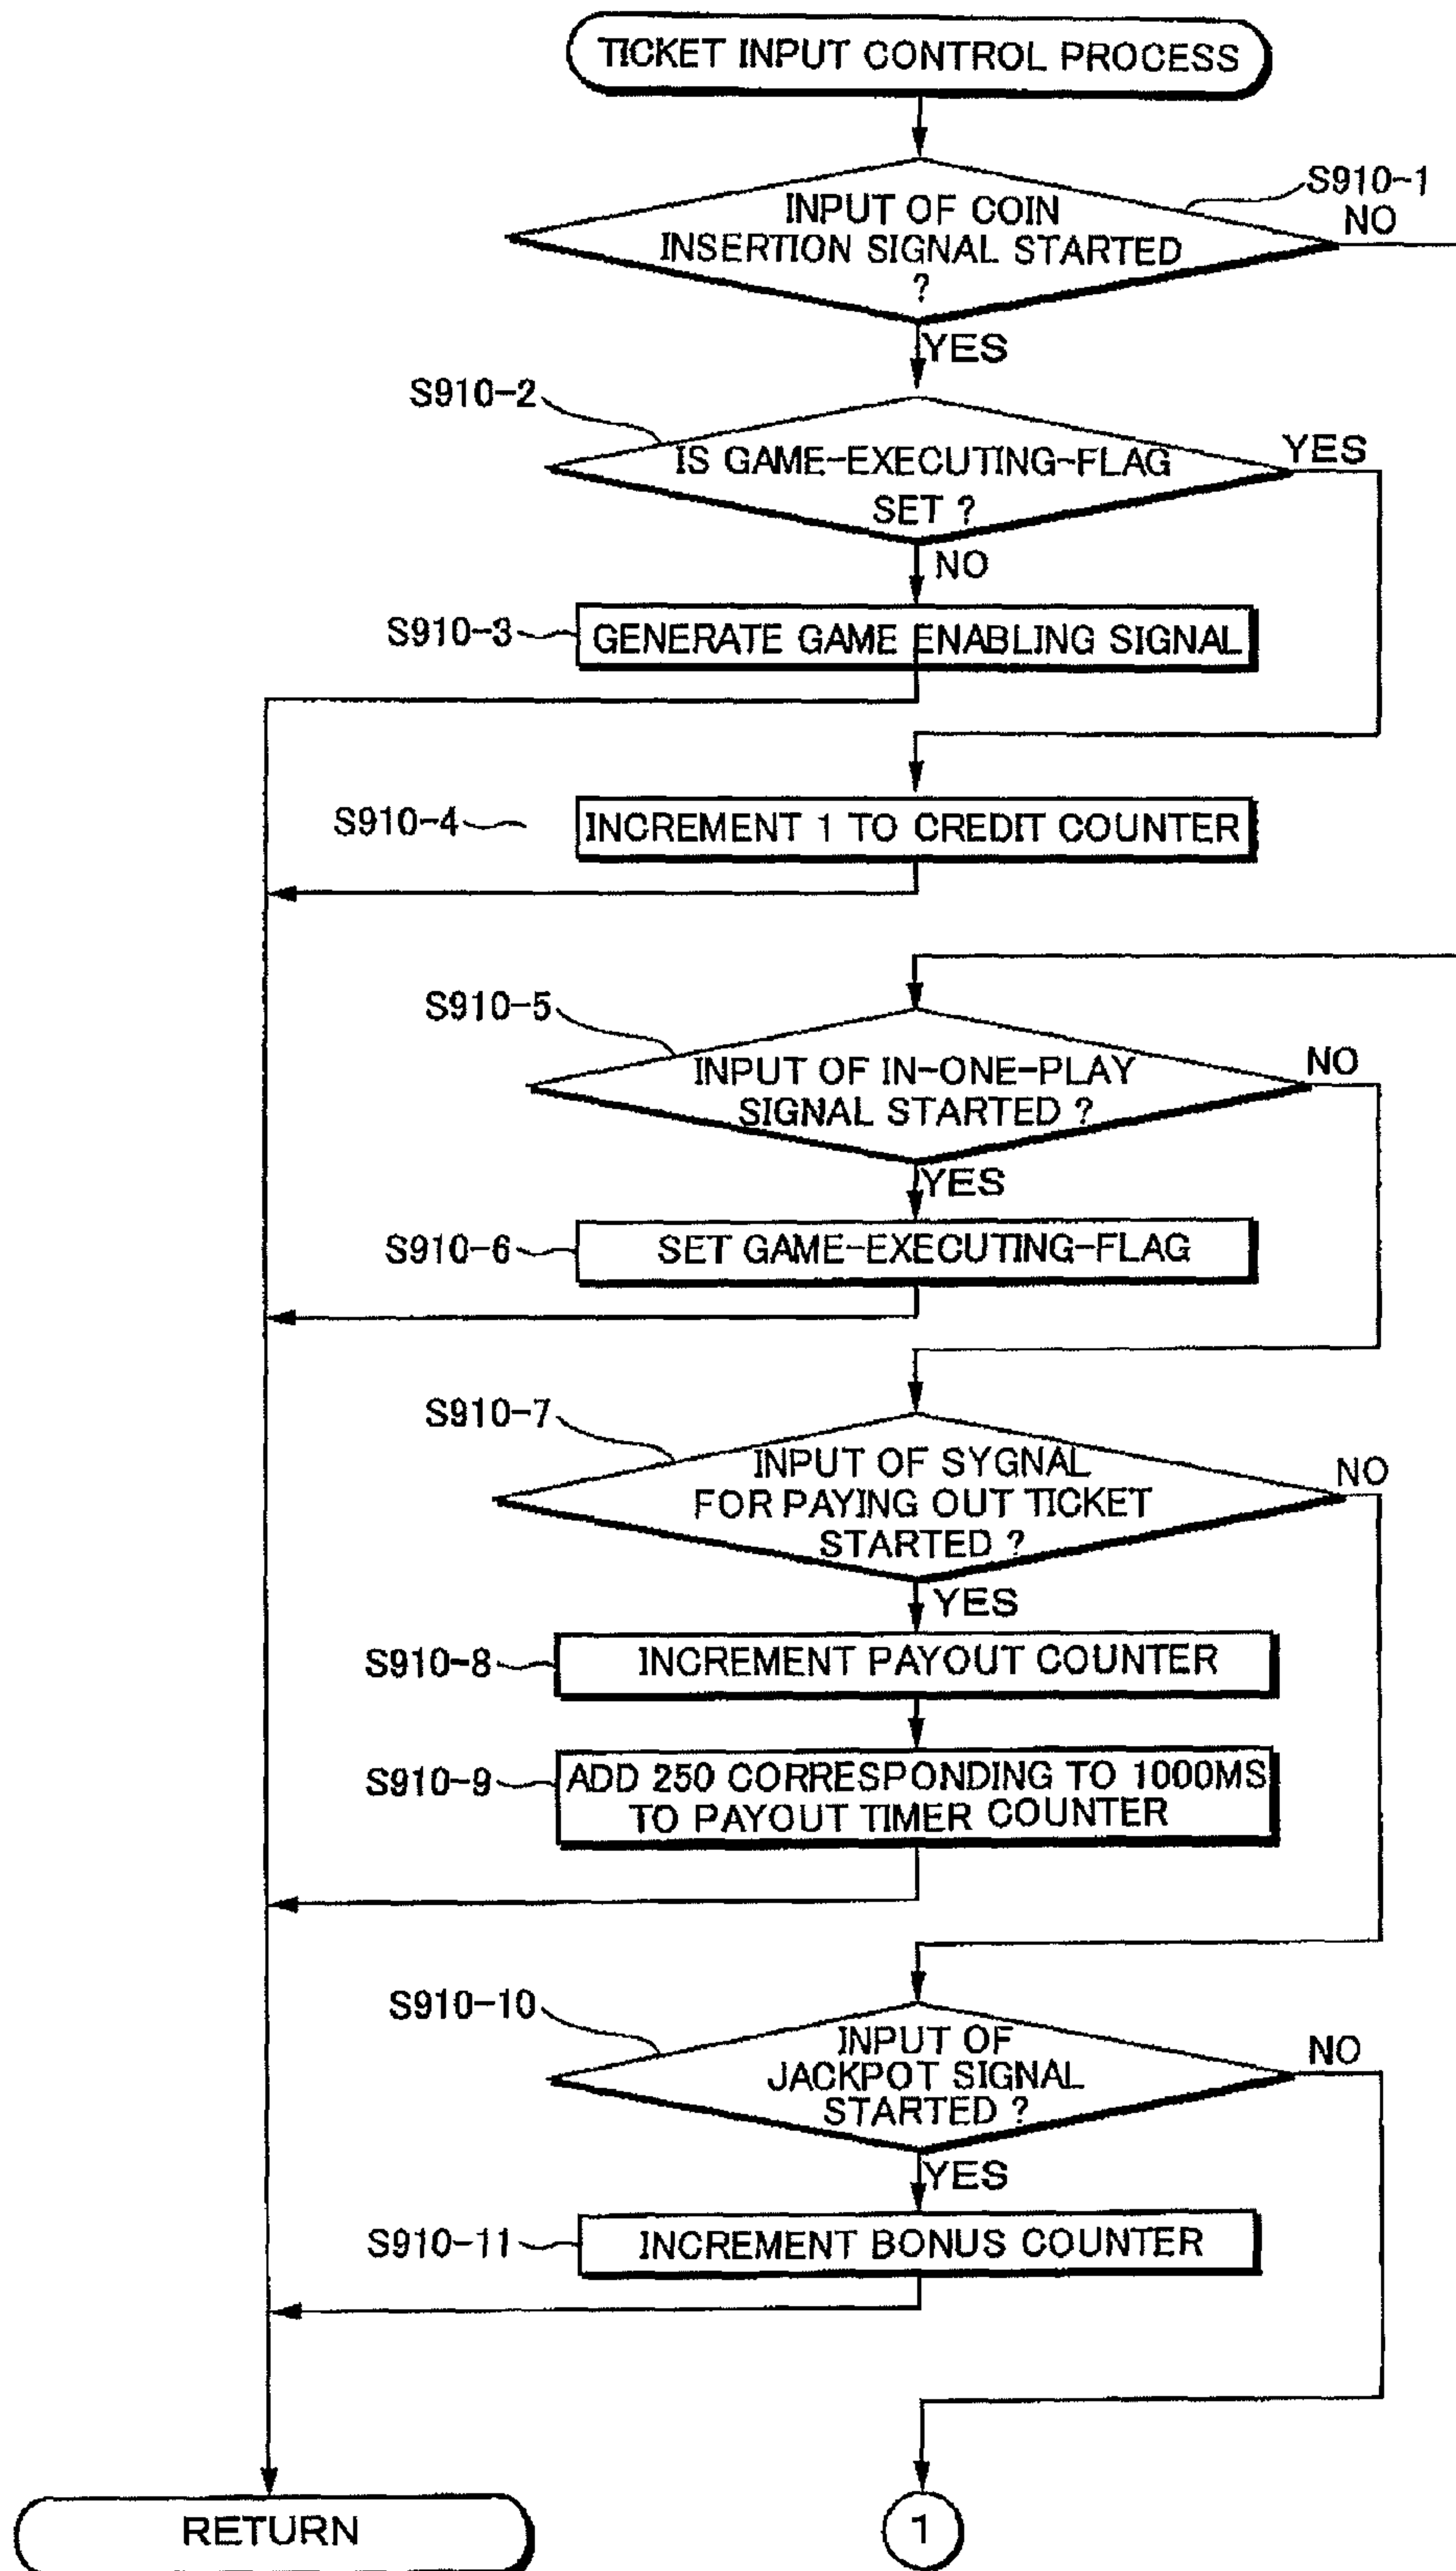 TICKET INPUT CONTROL PROCESS
S910-1
INPUT OF COIN
INSERTION SIGNAL STARTED
?
NO
YES
S910-2
IS GAME-EXECUTING-FLAG
SET ?
YES
NO
S910-3
GENERATE GAME ENABLING SIGNAL
S910-4
INCREMENT 1 TO CREDIT COUNTER
S910-5
INPUT OF IN-ONE-PLAY
SIGNAL STARTED ?
NO
YES
S910-6
SET GAME-EXECUTING-FLAG
S910-7
INPUT OF SYGNAL
FOR PAYING OUT TICKET
STARTED ?
NO
YES
S910-8
INCREMENT PAYOUT COUNTER
S910-9
ADD 250 CORRESPONDING TO 1000MS
TO PAYOUT TIMER COUNTER
S910-10
INPUT OF
JACKPOT SIGNAL
STARTED ?
NO
YES
S910-11
INCREMENT BONUS COUNTER
RETURN
1